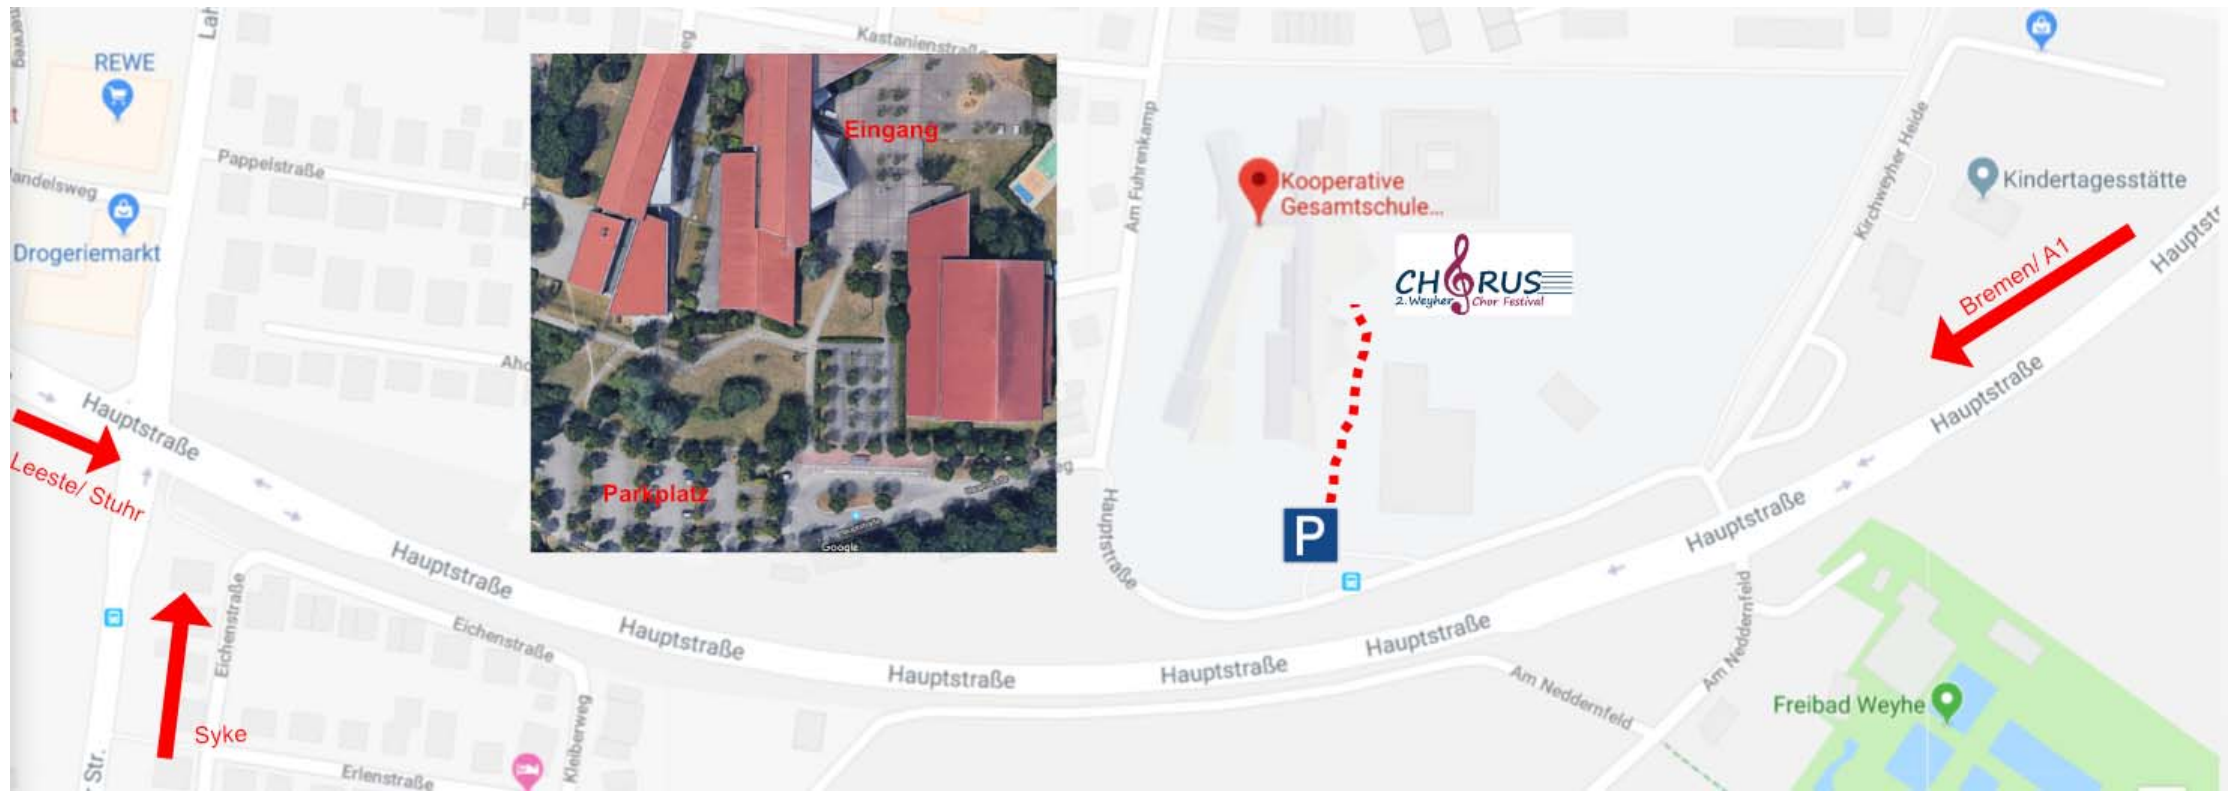 REWE
Kastanienstraße
Pappelstraße
Am Fuhrenkamp
Kirchweyher Heide
Eingang
Kooperative
Gesamtschule...
Kindertagesstätte
Drogeriemarkt
CHORUS
2. Weyher Chor Festival
Bremen/ A1
Hauptstr
Hauptstraße
Hauptstraße
Leeste/ Stuhr
Parkplatz
Google
P
Hauptstraße
Hauptstraße
Hauptstraße
Eichenstraße
Eichenstraße
Hauptstraße
Hauptstraße
Hauptstraße
Hauptstraße
Am Neddernfeld
Am Neddernfeld
Freibad Weyhe
Syke
Kleiberweg
Erlenstraße
Str.